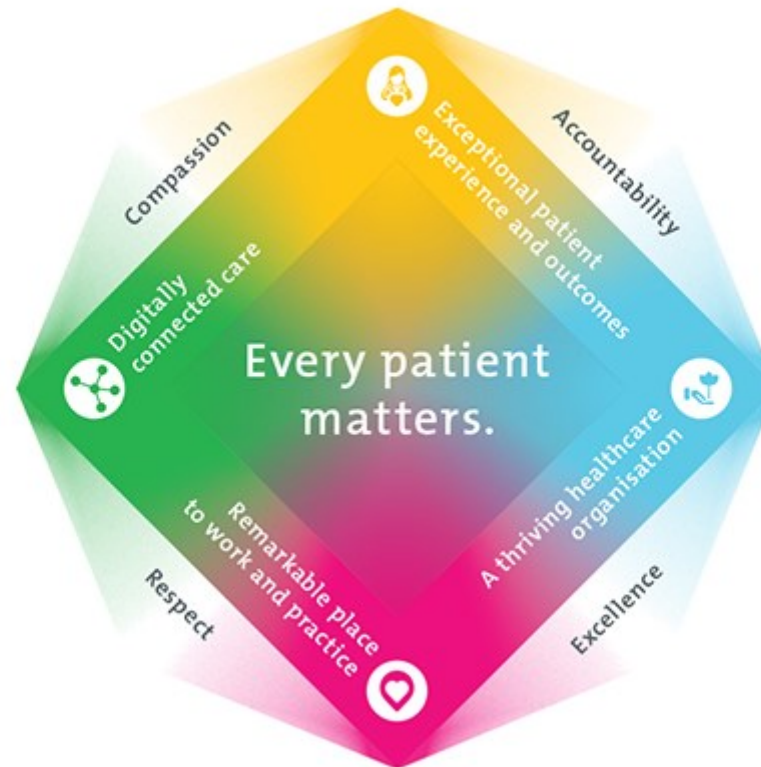 Compassion
Accountability
Exceptional patient
experience and outcomes
Digitally
connected care
Every patient
matters.
A thriving healthcare
organisation
Remarkable place
to work and practice
Respect
Excellence